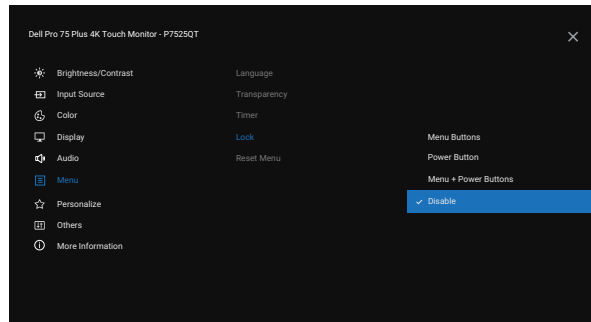 Dell Pro 75 Plus 4K Touch Monitor - P7525QT
Brightness/Contrast
Language
Input Source
Transparency
Color
Timer
Display
Lock
Menu Buttons
Audio
Reset Menu
Power Button
Menu
Menu + Power Buttons
Personalize
Disable
Others
More Information